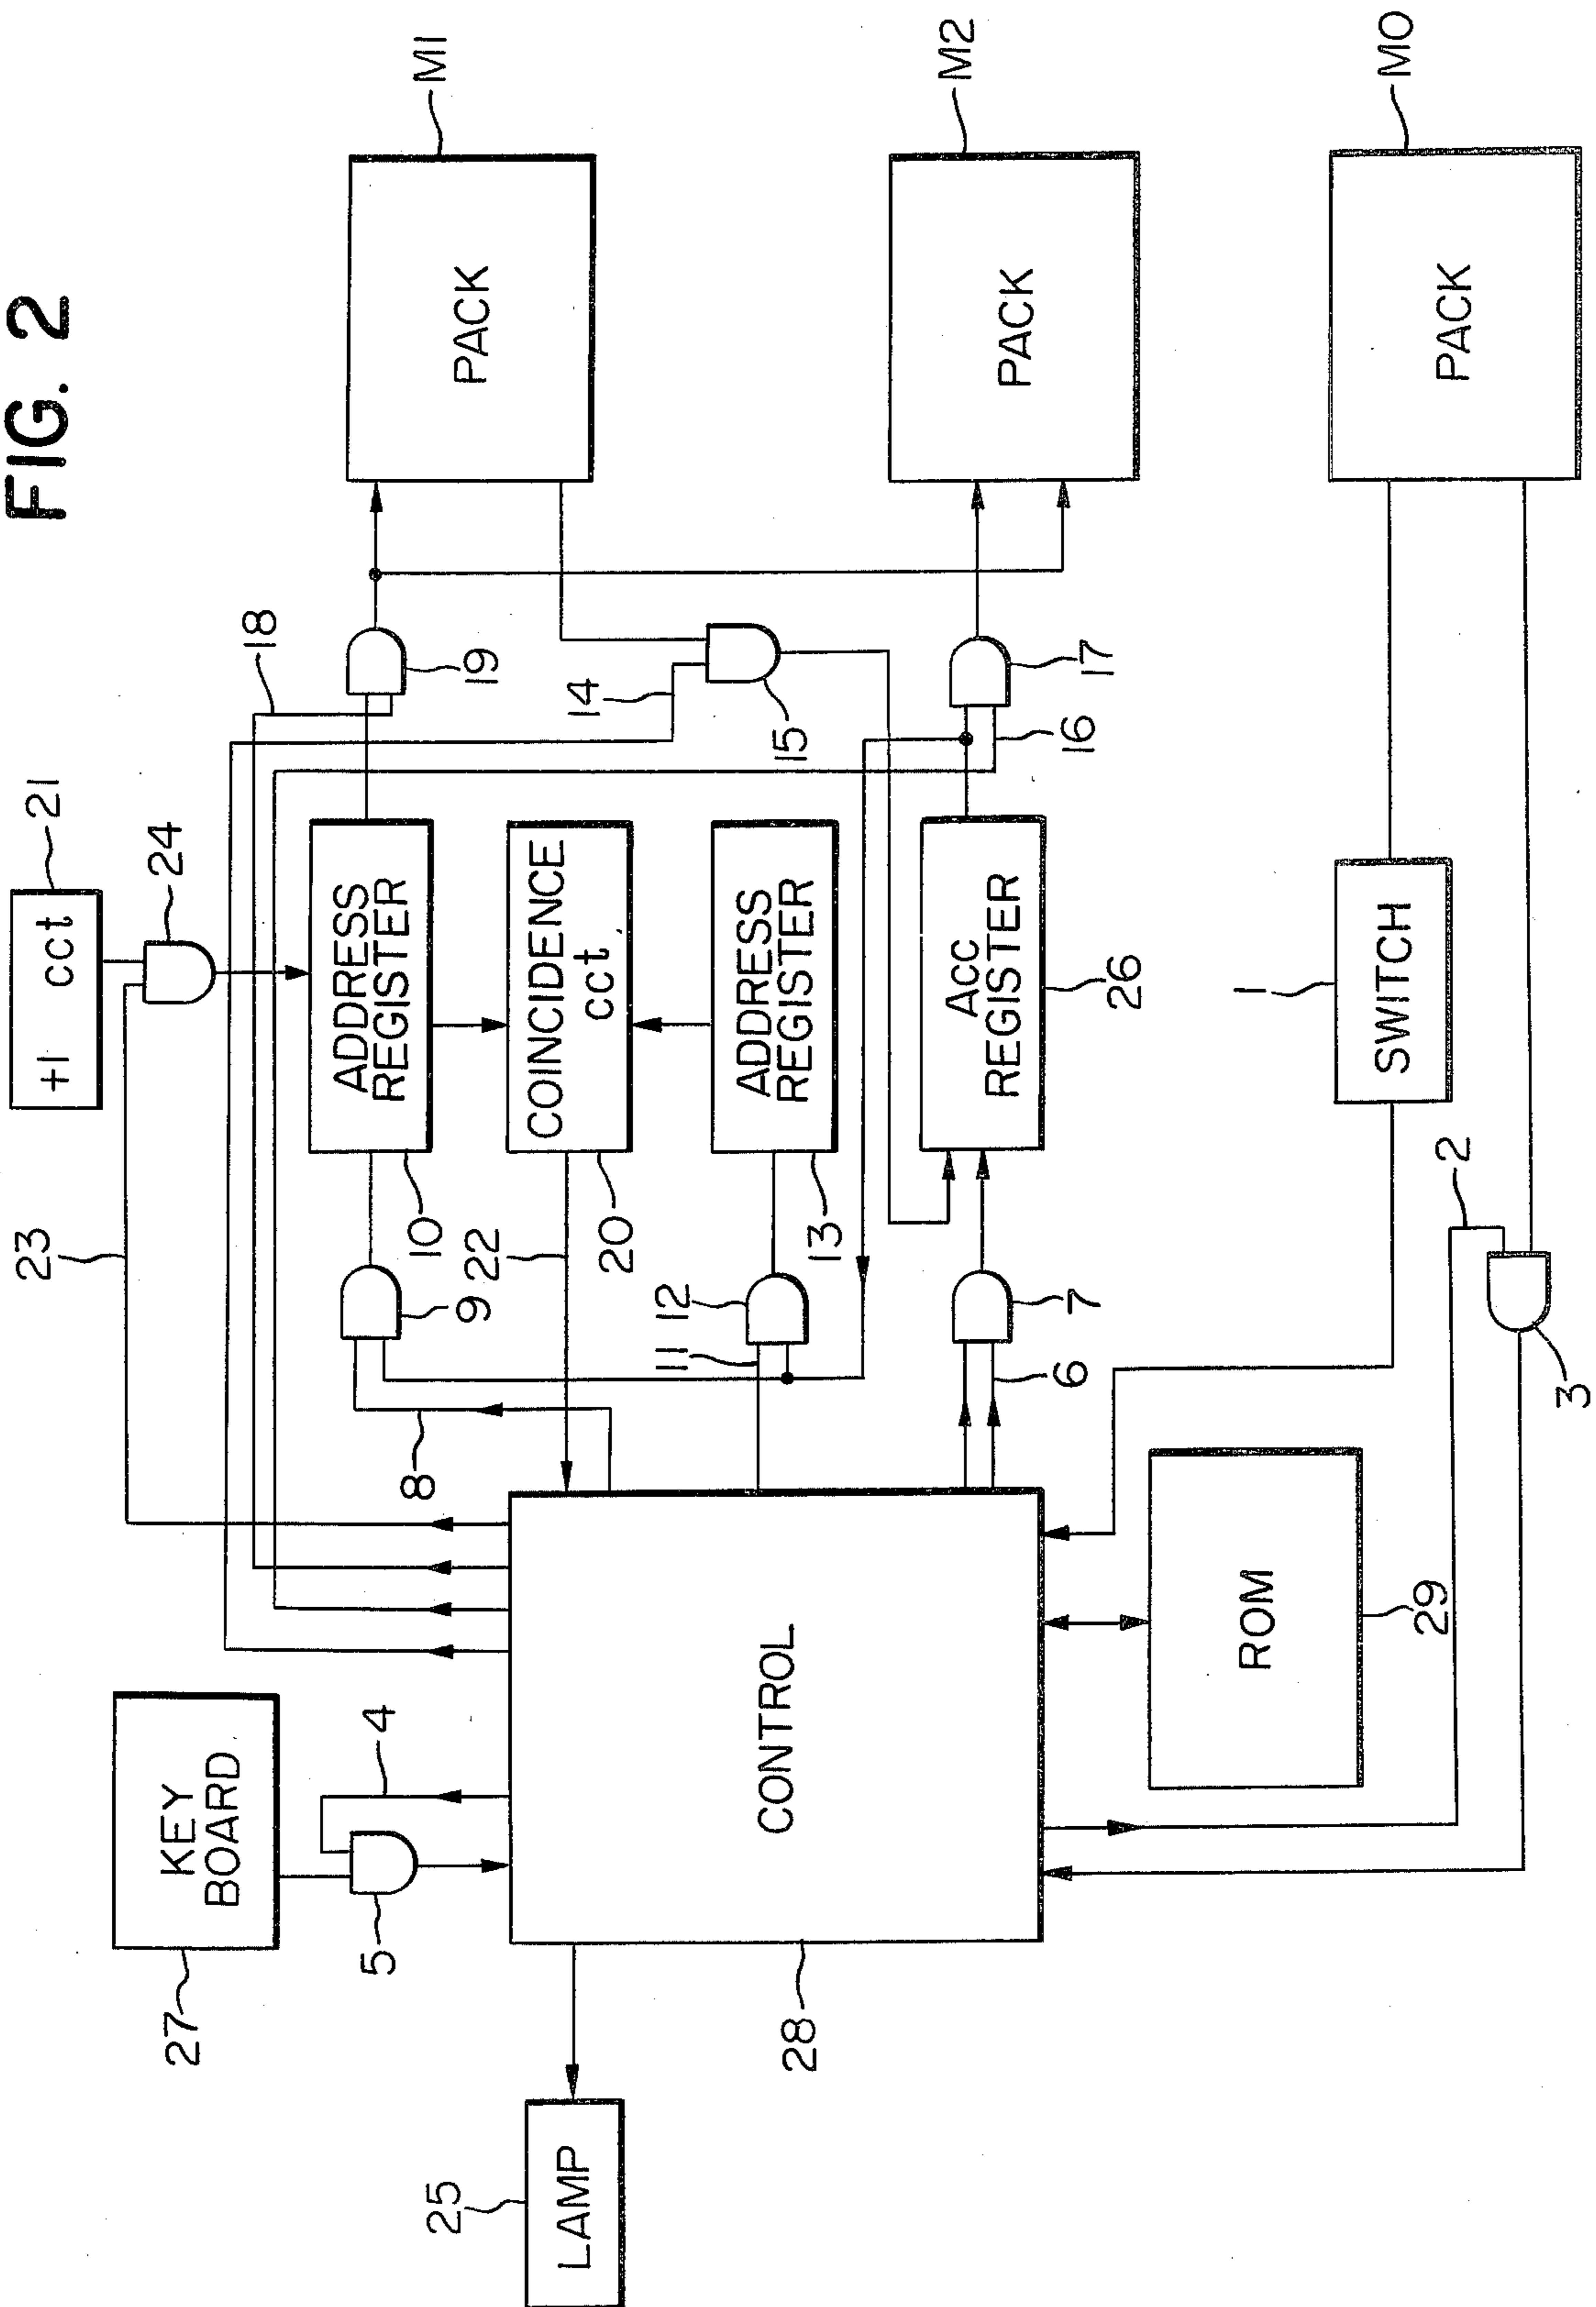 FIG. 2
27
KEY
BOARD
5
4
25
LAMP
28
CONTROL
ROM
29
23
+1 cct
21
24
8
9
10
ADDRESS
REGISTER
18
19
22
20
COINCIDENCE
cct
14
15
11
12
13
ADDRESS
REGISTER
6
7
Acc
REGISTER
26
16
17
2
3
1
SWITCH
PACK
M1
PACK
M2
PACK
M0